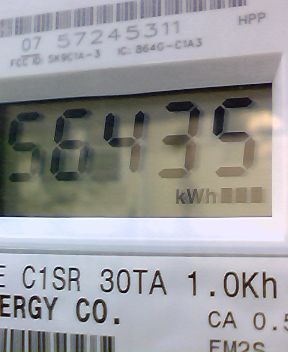 HPP
07 57245311
FCC ID: SK9C1A-3 IC: 864G-C1A3
56435
kWh
E C1SR 30TA 1.0Kh
ERGY CO.
CA 0.5
EM2S